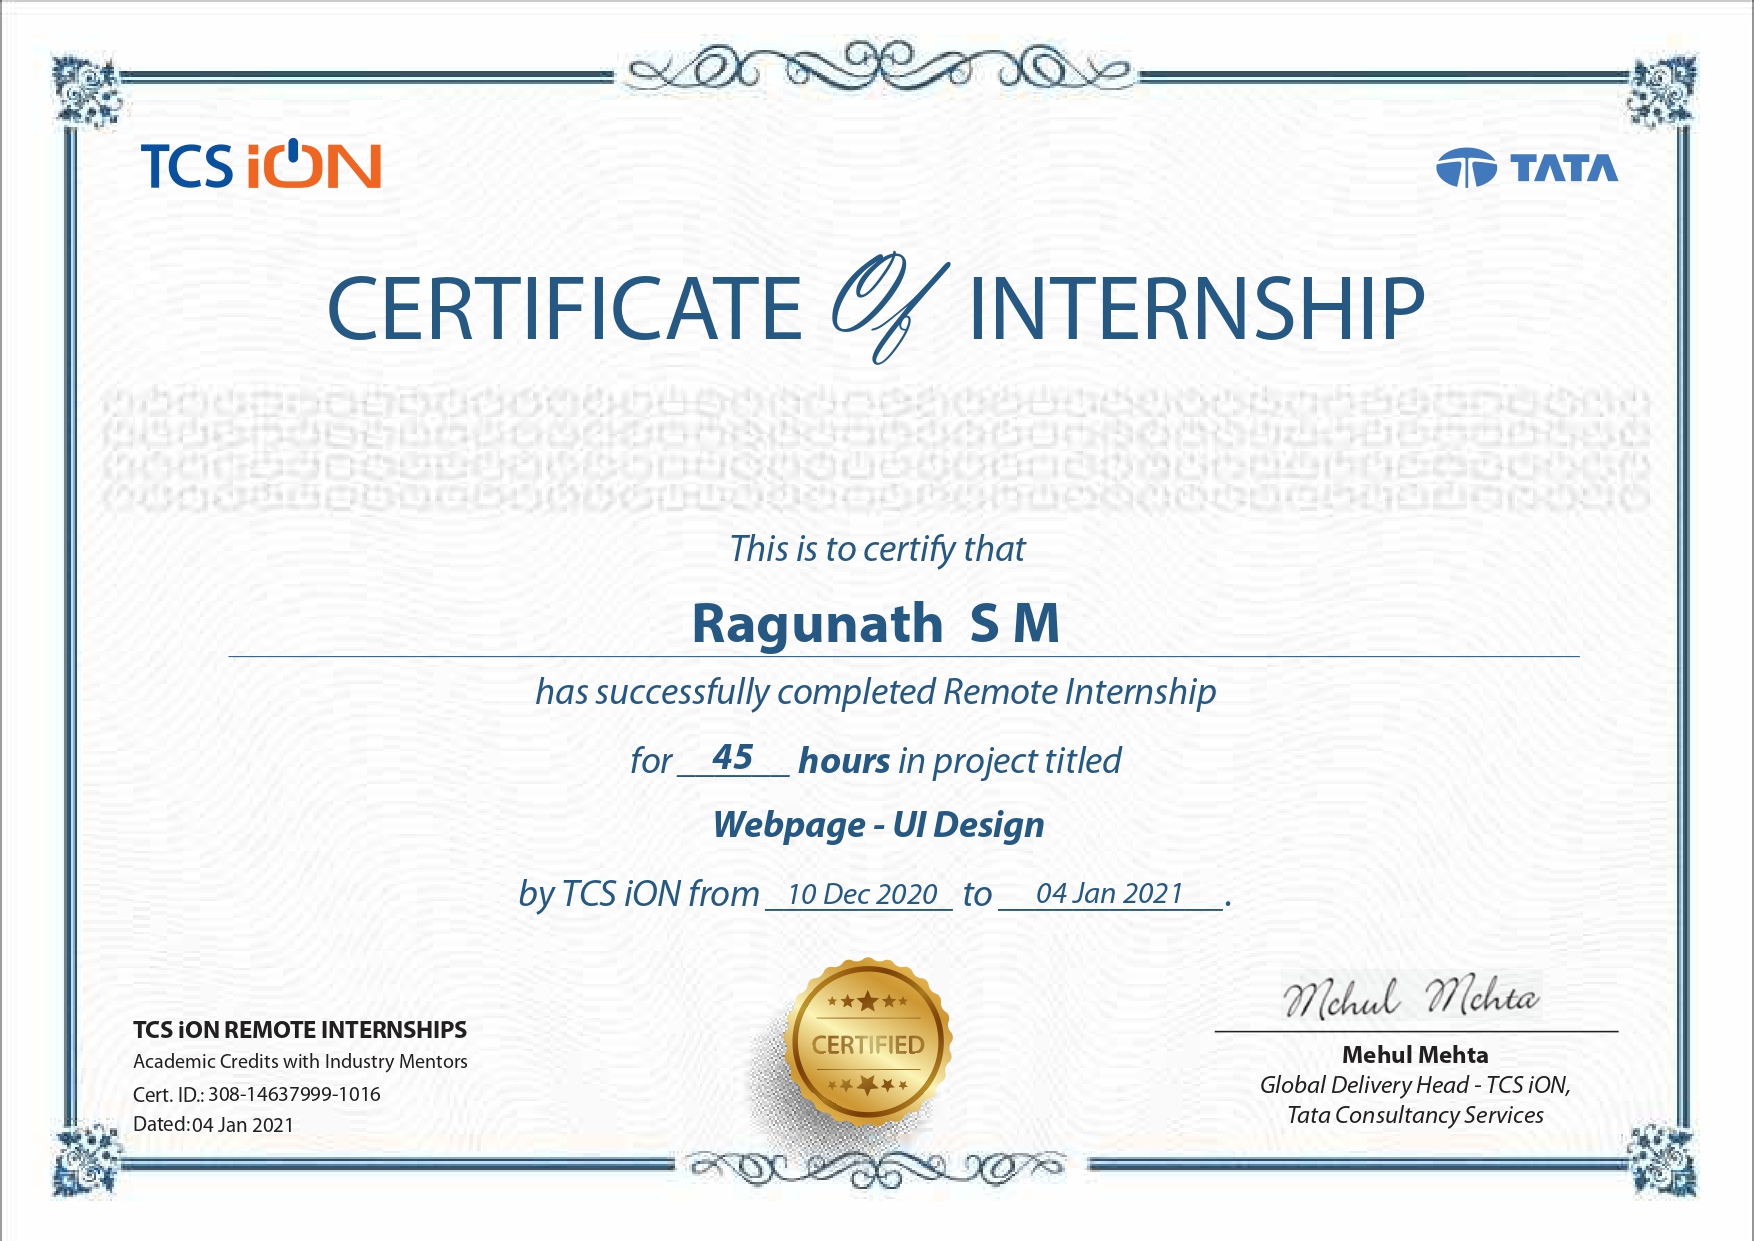 TCS iON
TATA
CERTIFICATE Of INTERNSHIP
This is to certify that
Ragunath S M
has successfully completed Remote Internship
for 45 hours in project titled
Webpage - UI Design
by TCS iON from 10 Dec 2020 to 04 Jan 2021.
CERTIFIED
TCS iON REMOTE INTERNSHIPS
Academic Credits with Industry Mentors
Cert. ID.: 308-14637999-1016
Dated: 04 Jan 2021
Mehul Mehta
Mehul Mehta
Global Delivery Head - TCS iON,
Tata Consultancy Services